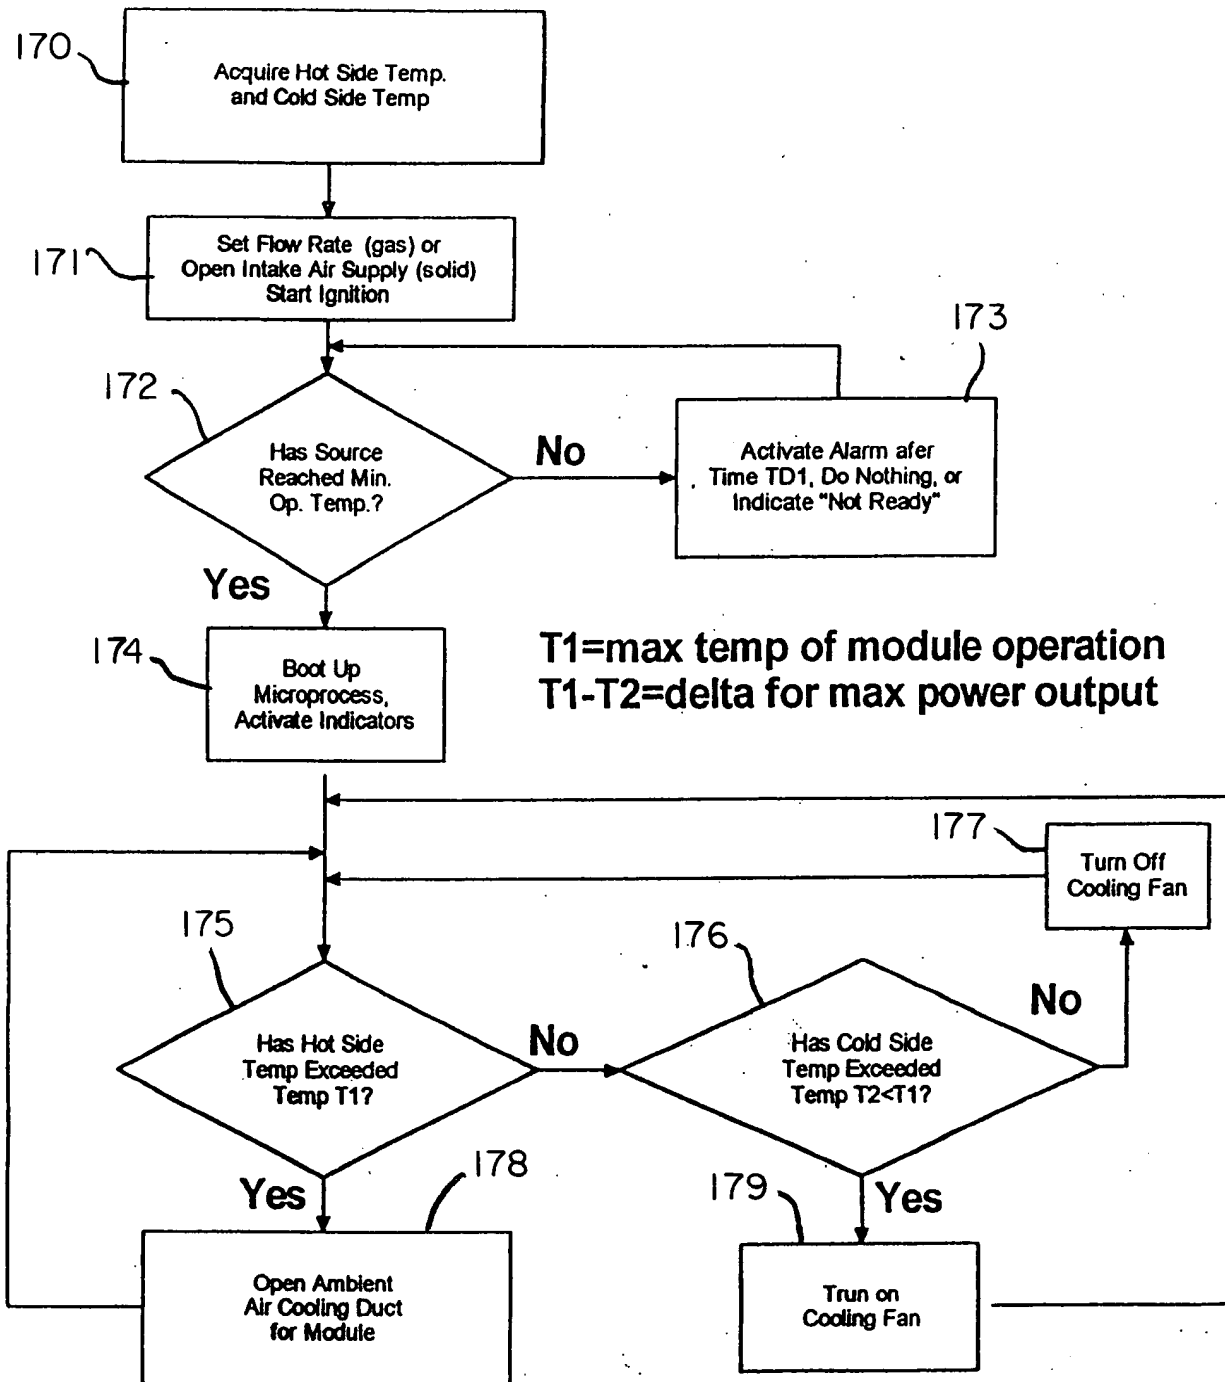 170
Acquire Hot Side Temp.
and Cold Side Temp
171
Set Flow Rate (gas) or
Open Intake Air Supply (solid)
Start Ignition
172
Has Source
Reached Min.
Op. Temp.?
No
173
Activate Alarm afer
Time TD1, Do Nothing, or
Indicate "Not Ready"
Yes
174
Boot Up
Microprocess,
Activate Indicators
T1=max temp of module operation
T1-T2=delta for max power output
177
Turn Off
Cooling Fan
175
Has Hot Side
Temp Exceeded
Temp T1?
No
176
Has Cold Side
Temp Exceeded
Temp T2<T1?
No
Yes
178
Open Ambient
Air Cooling Duct
for Module
Yes
179
Trun on
Cooling Fan